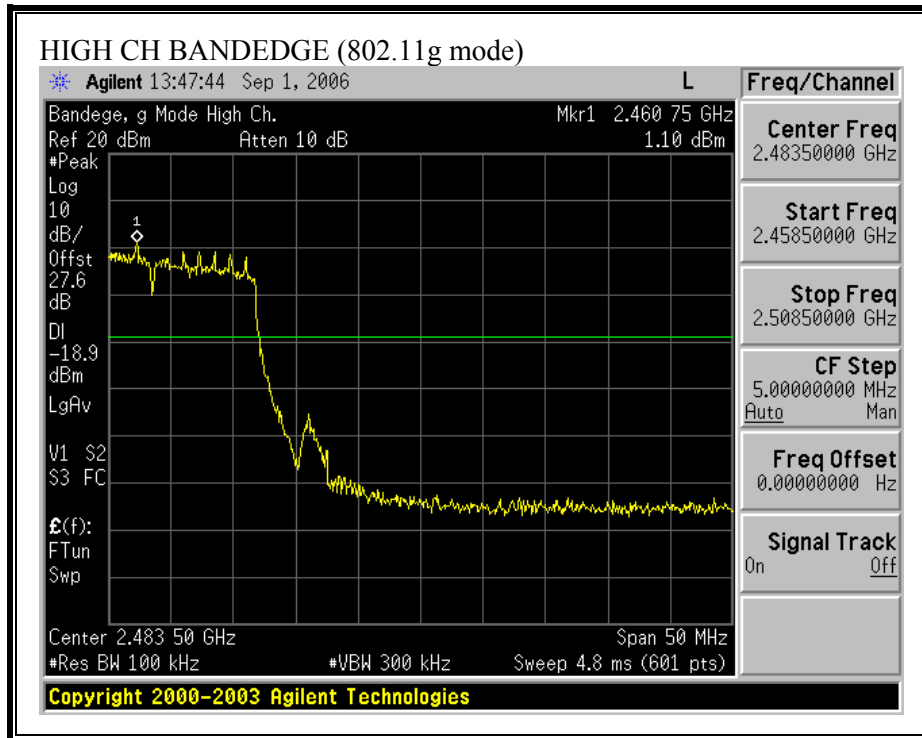 HIGH CH BANDEDGE (802.11g mode)
Agilent 13:47:44 Sep 1, 2006 L
Bandege, g Mode High Ch. Mkr1 2.460 75 GHz
Ref 20 dBm Atten 10 dB 1.10 dBm
#Peak
Log
10
dB/
Offst
27.6
dB
DI
-18.9
dBm
LgAv
V1 S2
S3 FC
£(f):
FTun
Swp
1
Center 2.483 50 GHz Span 50 MHz
#Res BW 100 kHz #VBW 300 kHz Sweep 4.8 ms (601 pts)
Copyright 2000-2003 Agilent Technologies
Freq/Channel
Center Freq
2.48350000 GHz
Start Freq
2.45850000 GHz
Stop Freq
2.50850000 GHz
CF Step
5.00000000 MHz
Auto Man
Freq Offset
0.00000000 Hz
Signal Track
On Off